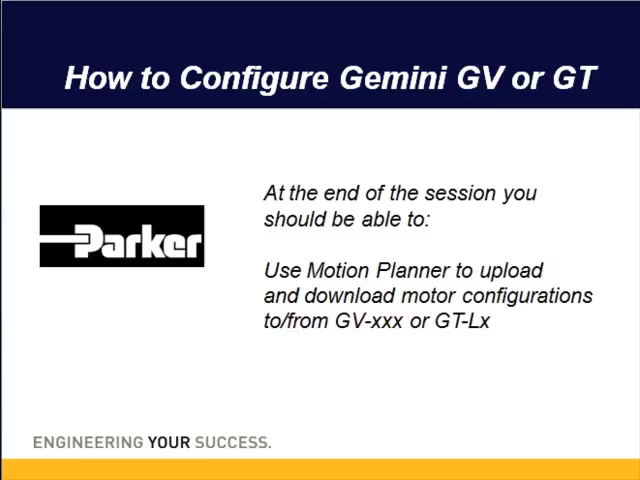 How to Configure Gemini GV or GT
At the end of the session you
should be able to:
Parker
Use Motion Planner to upload
and download motor configurations
to/from GV-xxx or GT-Lx
ENGINEERING YOUR SUCCESS.